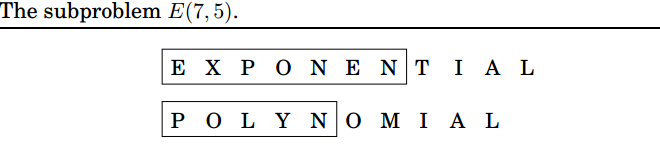 The subproblem E(7, 5).
E X P O N E N T I A L
P O L Y N O M I A L